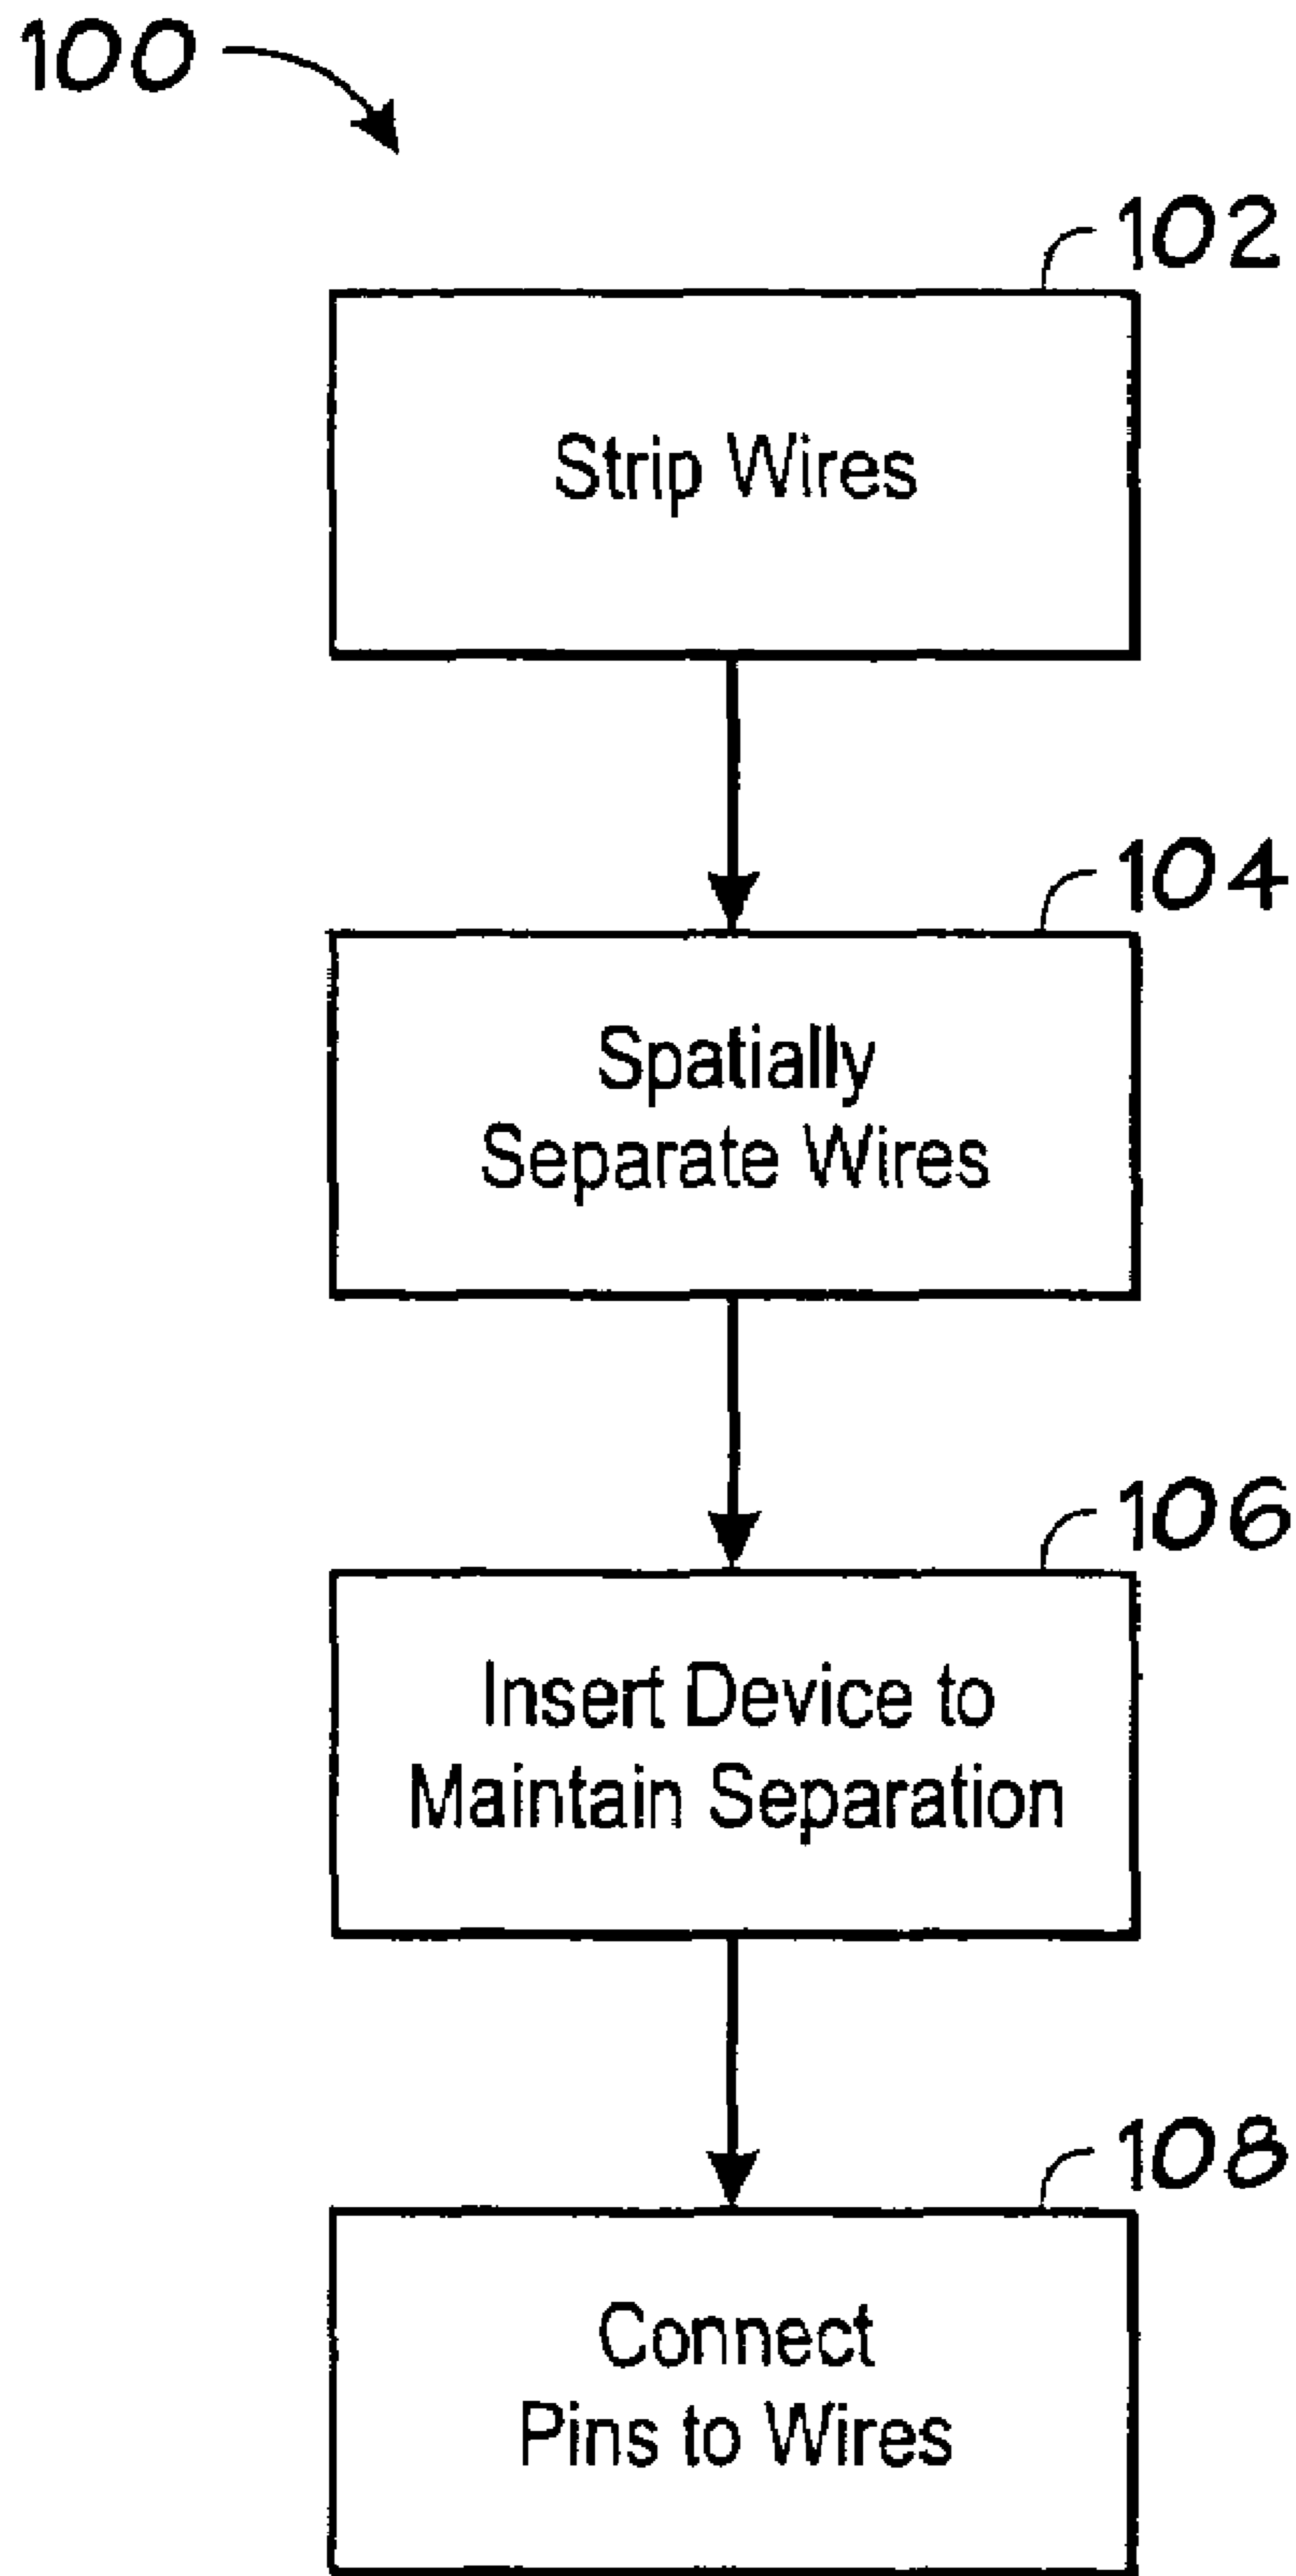 100
102
Strip Wires
104
Spatially
Separate Wires
106
Insert Device to
Maintain Separation
108
Connect
Pins to Wires